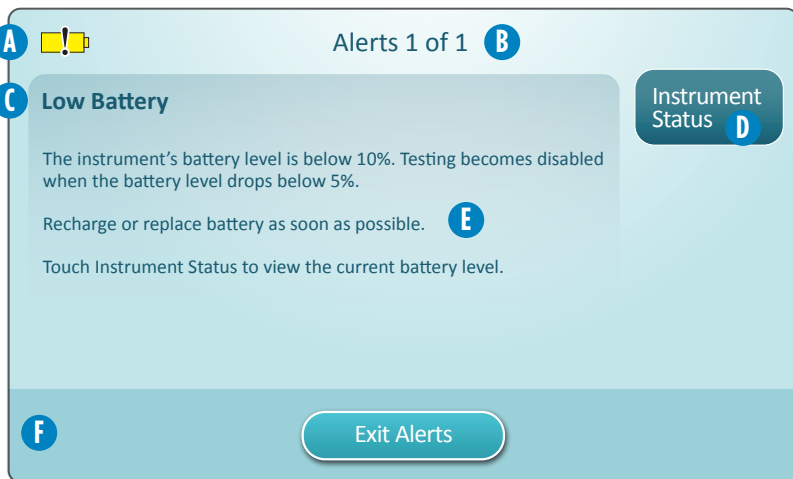 A
Alerts 1 of 1 B
C Low Battery
Instrument
Status D
The instrument's battery level is below 10%. Testing becomes disabled
when the battery level drops below 5%.
Recharge or replace battery as soon as possible. E
Touch Instrument Status to view the current battery level.
F
Exit Alerts